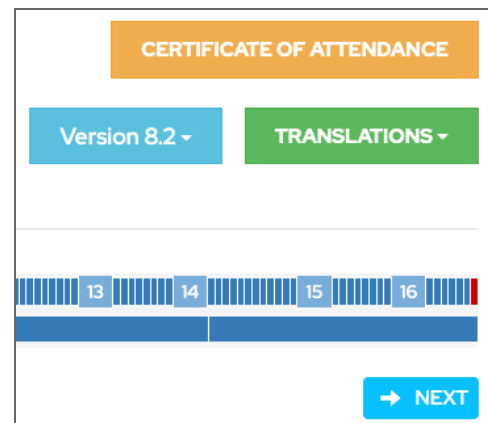 CERTIFICATE OF ATTENDANCE
Version 8.2 TRANSLATIONS
13 14 15 16
NEXT